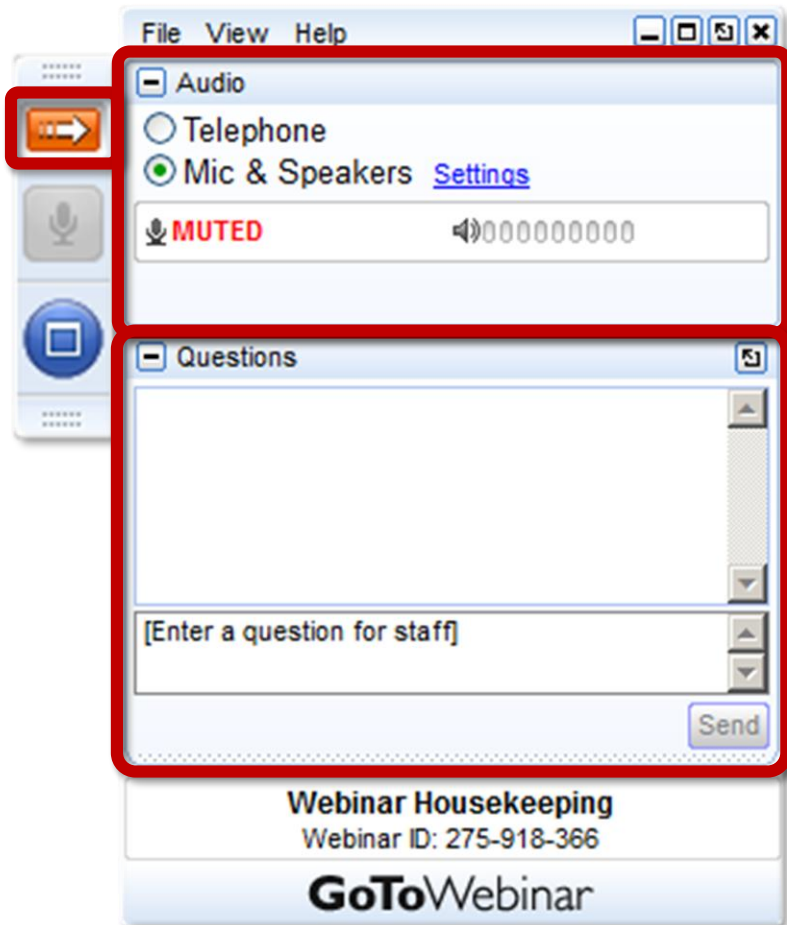 File View Help
Audio
Telephone
Mic & Speakers Settings
MUTED
Questions
[Enter a question for staff]
Send
Webinar Housekeeping
Webinar ID: 275-918-366
GoToWebinar